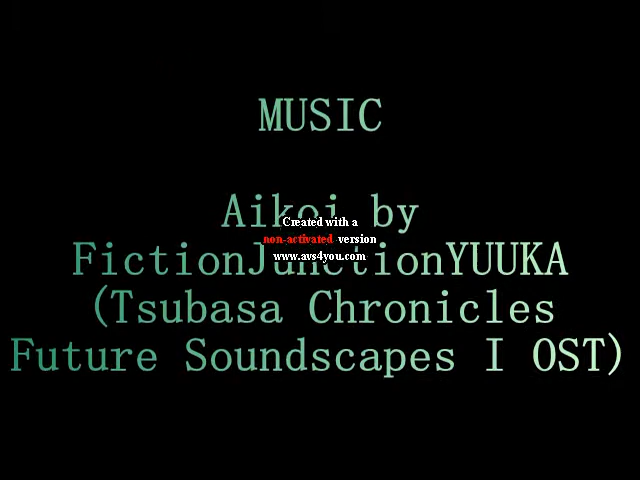 MUSIC
Aikoi by
Created with a
non-activated version
FictionJunctionYUUKA
www.avs4you.com
(Tsubasa Chronicles
Future Soundscapes I OST)